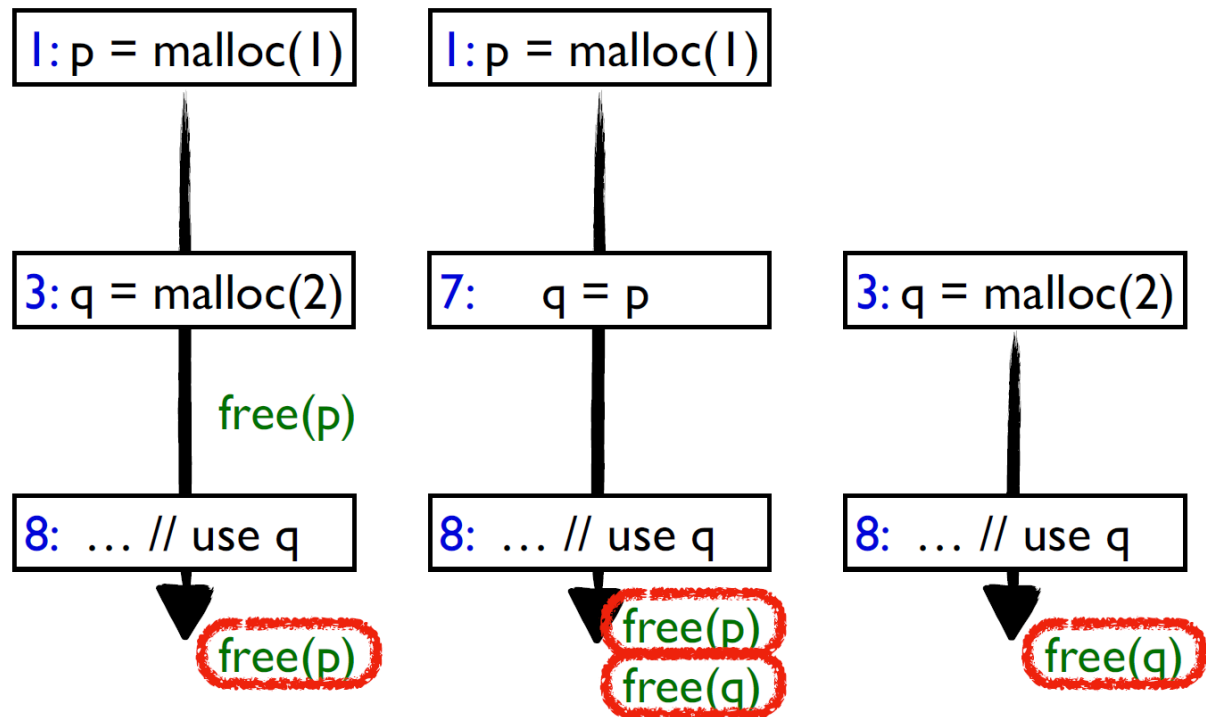 1: p = malloc(1)
3: q = malloc(2)
free(p)
8: … // use q
free(p)
1: p = malloc(1)
7: q = p
8: … // use q
free(p)
free(q)
3: q = malloc(2)
8: … // use q
free(q)